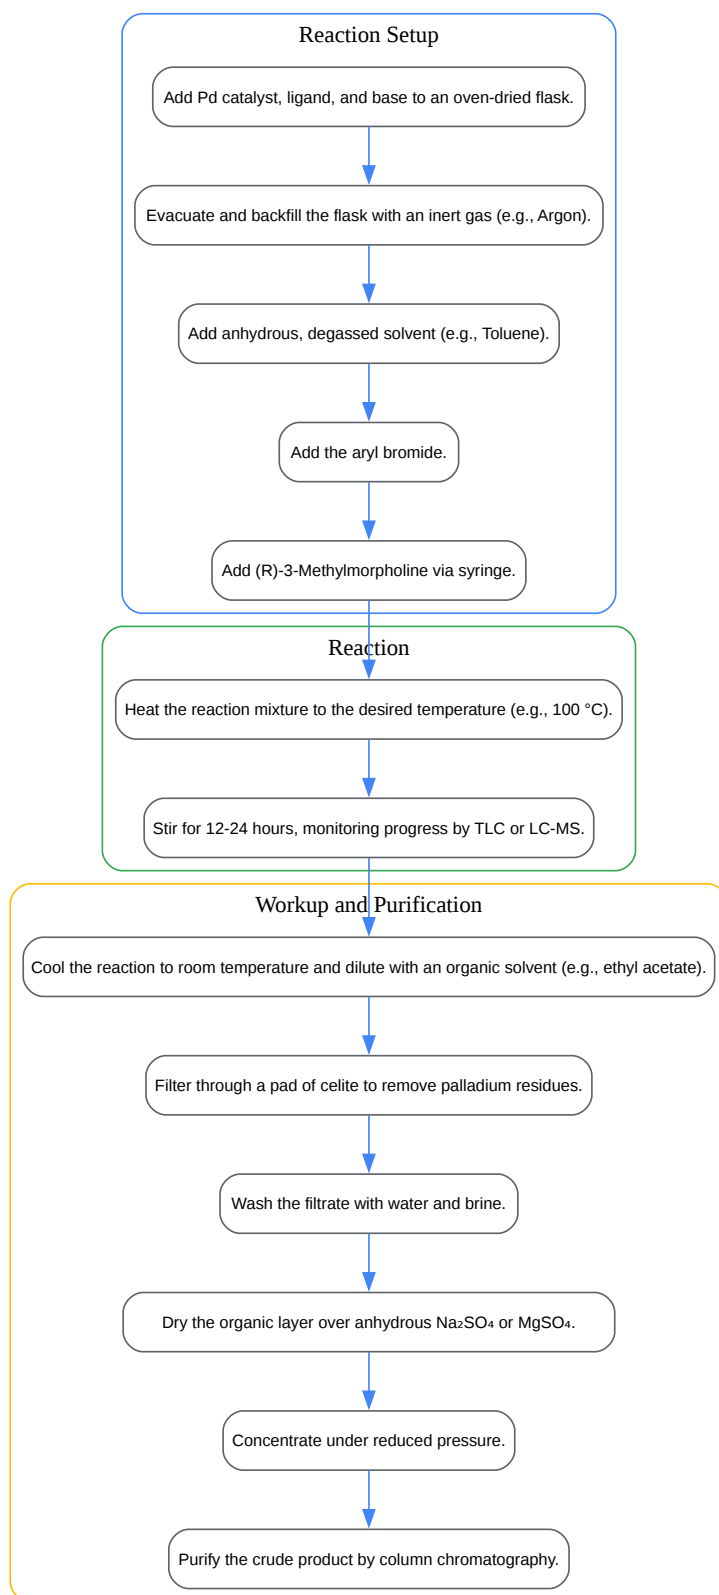 Reaction Setup
Add Pd catalyst, ligand, and base to an oven-dried flask.
Evacuate and backfill the flask with an inert gas (e.g., Argon).
Add anhydrous, degassed solvent (e.g., Toluene).
Add the aryl bromide.
Add (R)-3-Methylmorpholine via syringe.
Reaction
Heat the reaction mixture to the desired temperature (e.g., 100 °C).
Stir for 12-24 hours, monitoring progress by TLC or LC-MS.
Workup and Purification
Cool the reaction to room temperature and dilute with an organic solvent (e.g., ethyl acetate).
Filter through a pad of celite to remove palladium residues.
Wash the filtrate with water and brine.
Dry the organic layer over anhydrous Na₂SO₄ or MgSO₄.
Concentrate under reduced pressure.
Purify the crude product by column chromatography.